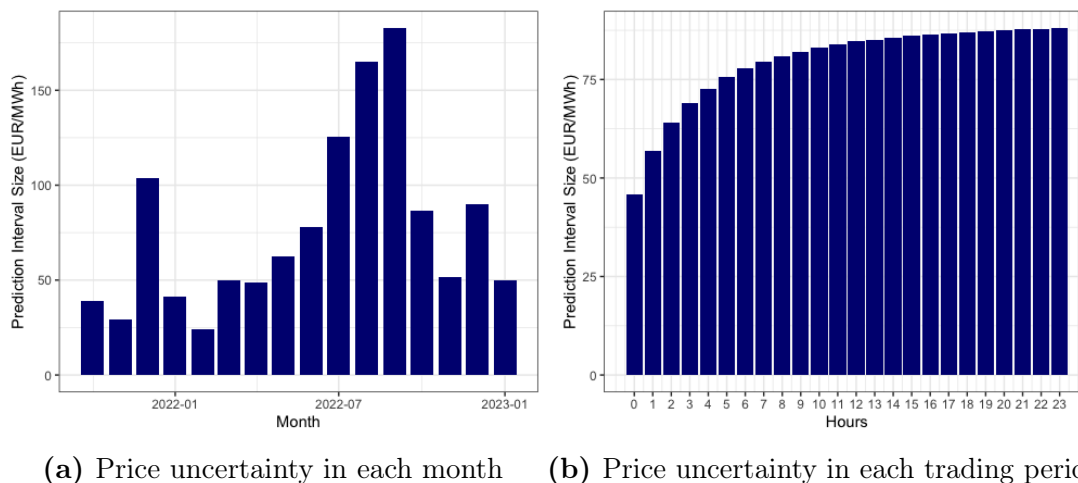 Prediction Interval Size (EUR/MWh)
150
100
50
0
2022-01
2022-07
2023-01
Month
Prediction Interval Size (EUR/MWh)
75
50
25
0
0 1 2 3 4 5 6 7 8 9 10 11 12 13 14 15 16 17 18 19 20 21 22 23
Hours
(a) Price uncertainty in each month
(b) Price uncertainty in each trading